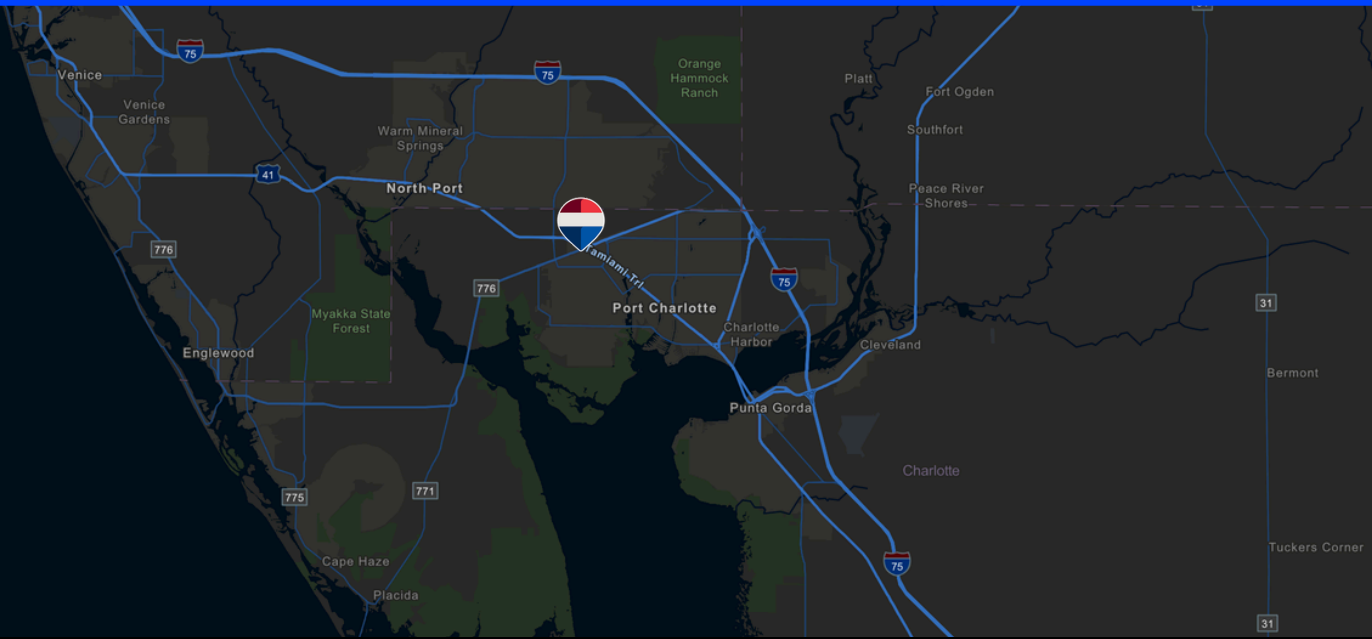 31
75
Venice
75
Orange
Hammock
Ranch
Platt
Fort Ogden
Venice
Gardens
Warm Mineral
Springs
Southfort
41
North Port
Peace River
Shores
776
Tamiami Trl
75
776
31
Port Charlotte
Myakka State
Forest
Charlotte
Harbor
Cleveland
Englewood
Bermont
Punta Gorda
Charlotte
775
771
Tuckers Corner
Cape Haze
75
Placida
31